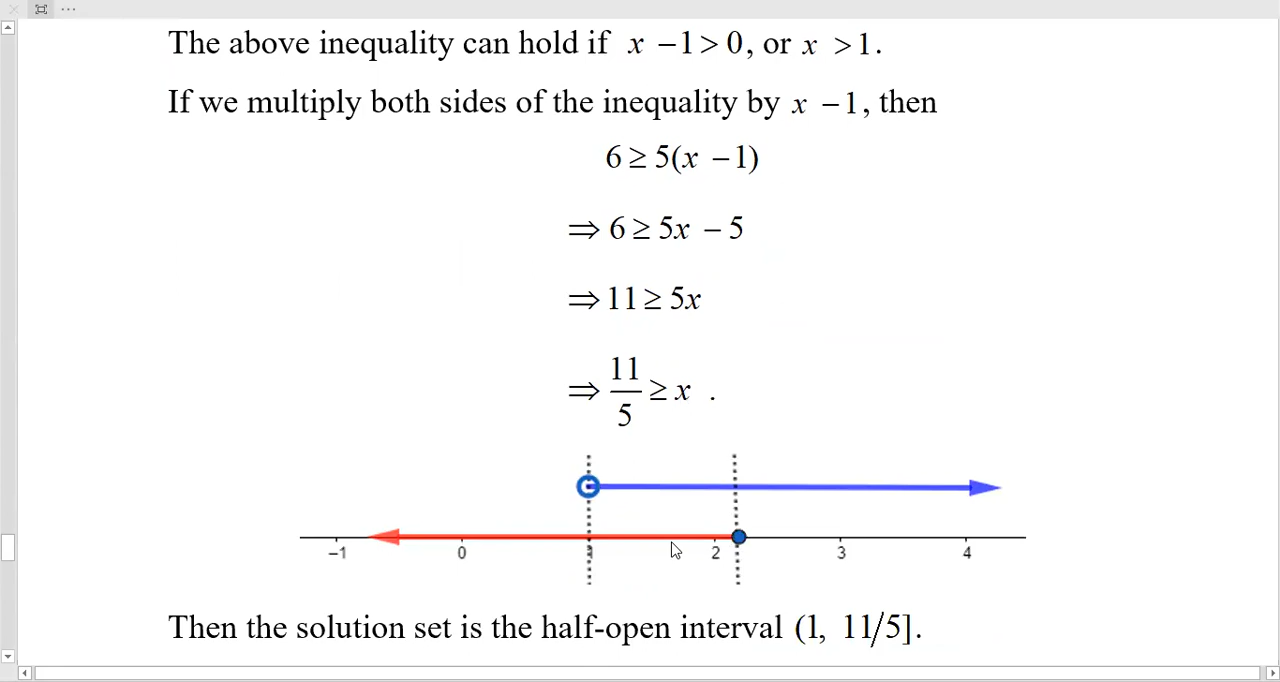 The above inequality can hold if x − 1 > 0, or x > 1.
If we multiply both sides of the inequality by x − 1, then
6 ≥ 5(x − 1)
⇒ 6 ≥ 5x − 5
⇒ 11 ≥ 5x
⇒ 11/5 ≥ x .
−1 0 1 2 3 4
Then the solution set is the half-open interval (1, 11/5].